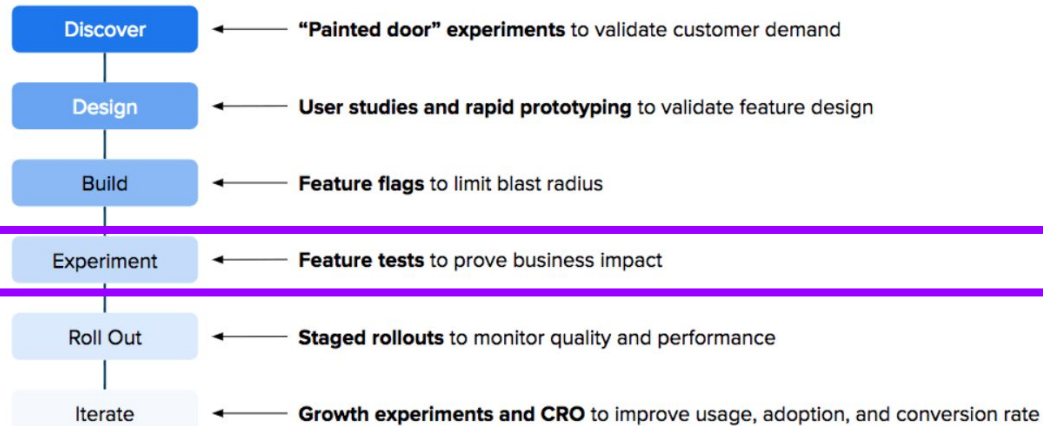 Discover “Painted door” experiments to validate customer demand
Design User studies and rapid prototyping to validate feature design
Build Feature flags to limit blast radius
Experiment Feature tests to prove business impact
Roll Out Staged rollouts to monitor quality and performance
Iterate Growth experiments and CRO to improve usage, adoption, and conversion rate